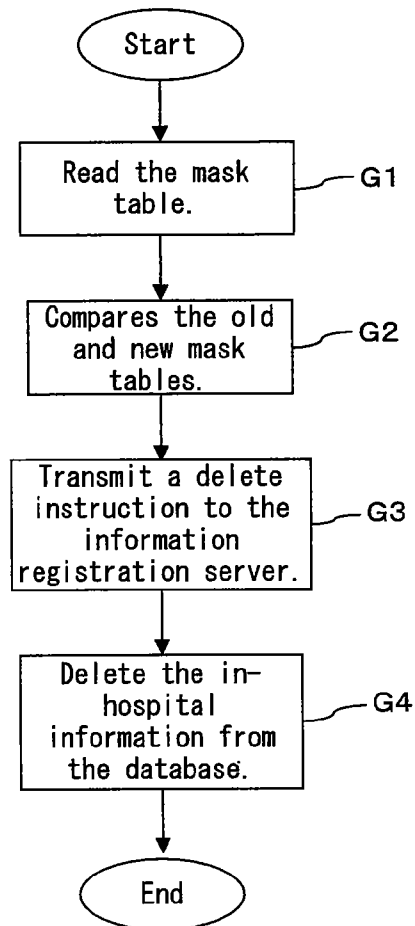 Start
Read the mask
table.
G1
Compares the old
and new mask
tables.
G2
Transmit a delete
instruction to the
information
registration server.
G3
Delete the in-
hospital
information from
the database.
G4
End